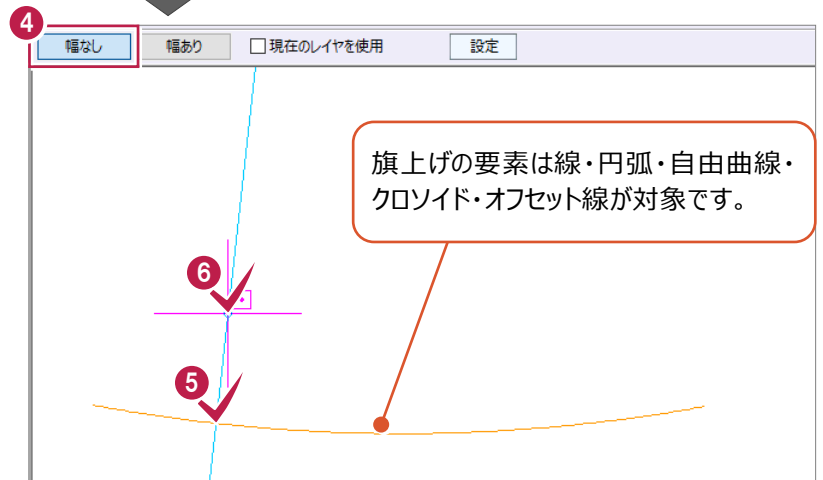 4
幅なし 幅あり 現在のレイヤを使用 設定
旗上げの要素は線・円弧・自由曲線・
クロソイド・オフセット線が対象です。
6
5